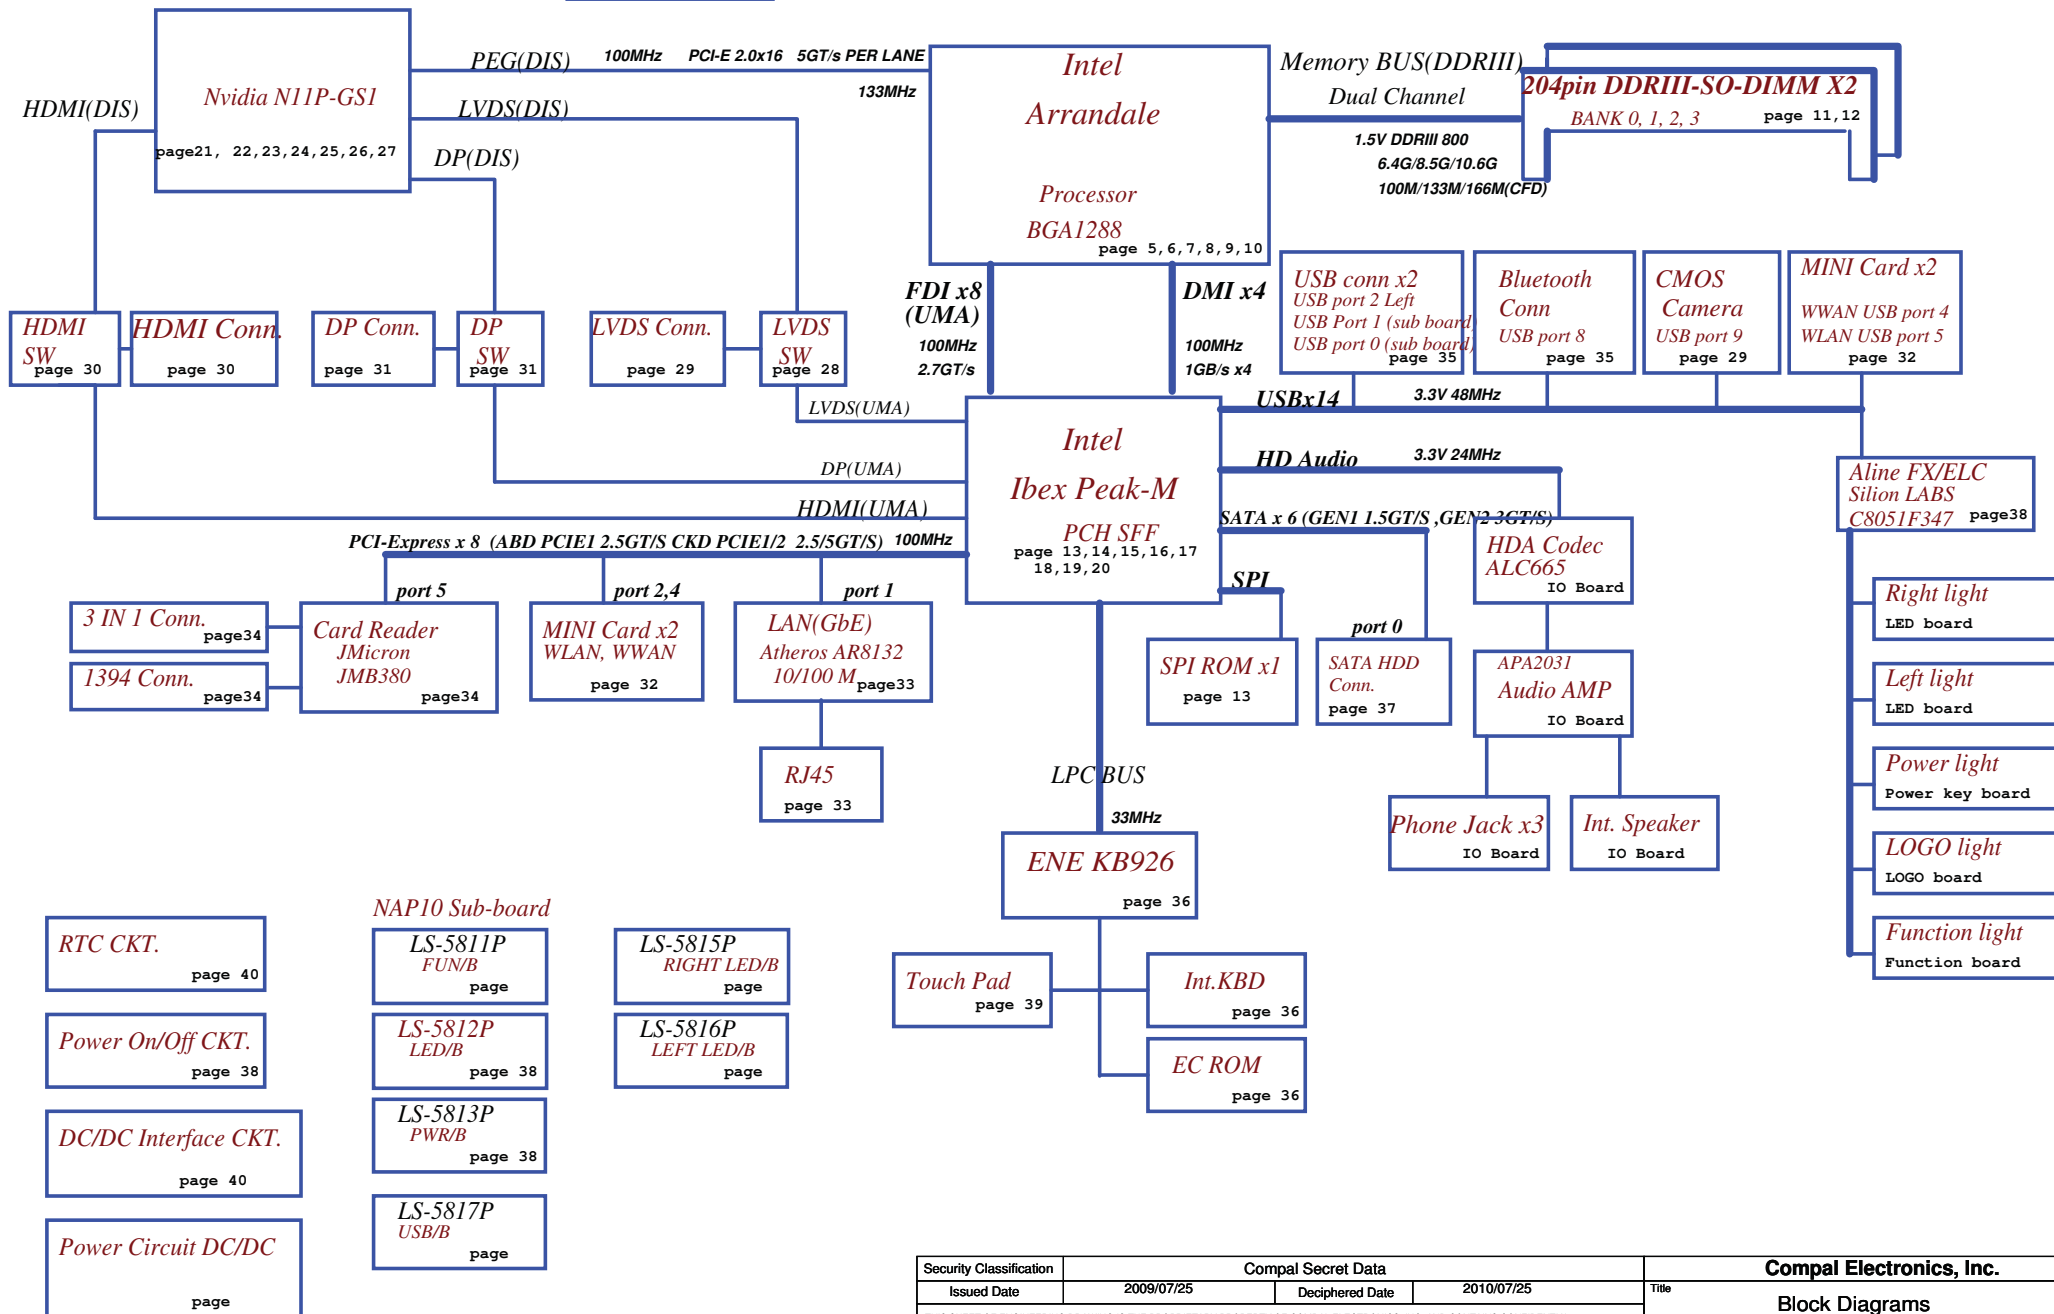 Nvidia N11P-GS1
page21, 22,23,24,25,26,27
HDMI(DIS)
PEG(DIS)
100MHz
PCI-E 2.0x16
5GT/s PER LANE
133MHz
LVDS(DIS)
DP(DIS)
Intel
Arrandale
Processor
BGA1288
page 5,6,7,8,9,10
Memory BUS(DDRIII)
Dual Channel
1.5V DDRIII 800
6.4G/8.5G/10.6G
100M/133M/166M(CFD)
204pin DDRIII-SO-DIMM X2
BANK 0, 1, 2, 3
page 11,12
HDMI
SW
page 30
HDMI Conn.
page 30
DP Conn.
page 31
DP
SW
page 31
LVDS Conn.
page 29
LVDS
SW
page 28
FDI x8
(UMA)
100MHz
2.7GT/s
DMI x4
100MHz
1GB/s x4
USB conn x2
USB port 2 Left
USB Port 1 (sub board)
USB port 0 (sub board)
page 35
Bluetooth
Conn
USB port 8
page 35
CMOS
Camera
USB port 9
page 29
MINI Card x2
WWAN USB port 4
WLAN USB port 5
page 32
LVDS(UMA)
DP(UMA)
HDMI(UMA)
Intel
Ibex Peak-M
PCH SFF
page 13,14,15,16,17
18,19,20
USBx14
3.3V 48MHz
HD Audio
3.3V 24MHz
SATA x 6 (GEN1 1.5GT/S ,GEN2 3GT/S)
SPI
PCI-Express x 8 (ABD PCIE1 2.5GT/S CKD PCIE1/2 2.5/5GT/S)
100MHz
Aline FX/ELC
Silion LABS
C8051F347
page38
HDA Codec
ALC665
IO Board
port 5
port 2,4
port 1
port 0
3 IN 1 Conn.
page34
1394 Conn.
page34
Card Reader
JMicron
JMB380
page34
MINI Card x2
WLAN, WWAN
page 32
LAN(GbE)
Atheros AR8132
10/100 M
page33
RJ45
page 33
SPI ROM x1
page 13
SATA HDD
Conn.
page 37
APA2031
Audio AMP
IO Board
Phone Jack x3
IO Board
Int. Speaker
IO Board
Right light
LED board
Left light
LED board
Power light
Power key board
LOGO light
LOGO board
Function light
Function board
LPC BUS
33MHz
ENE KB926
page 36
Touch Pad
page 39
Int.KBD
page 36
EC ROM
page 36
RTC CKT.
page 40
Power On/Off CKT.
page 38
DC/DC Interface CKT.
page 40
Power Circuit DC/DC
page
NAP10 Sub-board
LS-5811P
FUN/B
page
LS-5812P
LED/B
page 38
LS-5813P
PWR/B
page 38
LS-5817P
USB/B
page
LS-5815P
RIGHT LED/B
page
LS-5816P
LEFT LED/B
page
Security Classification
Compal Secret Data
Issued Date
2009/07/25
Deciphered Date
2010/07/25
Compal Electronics, Inc.
Title
Block Diagrams